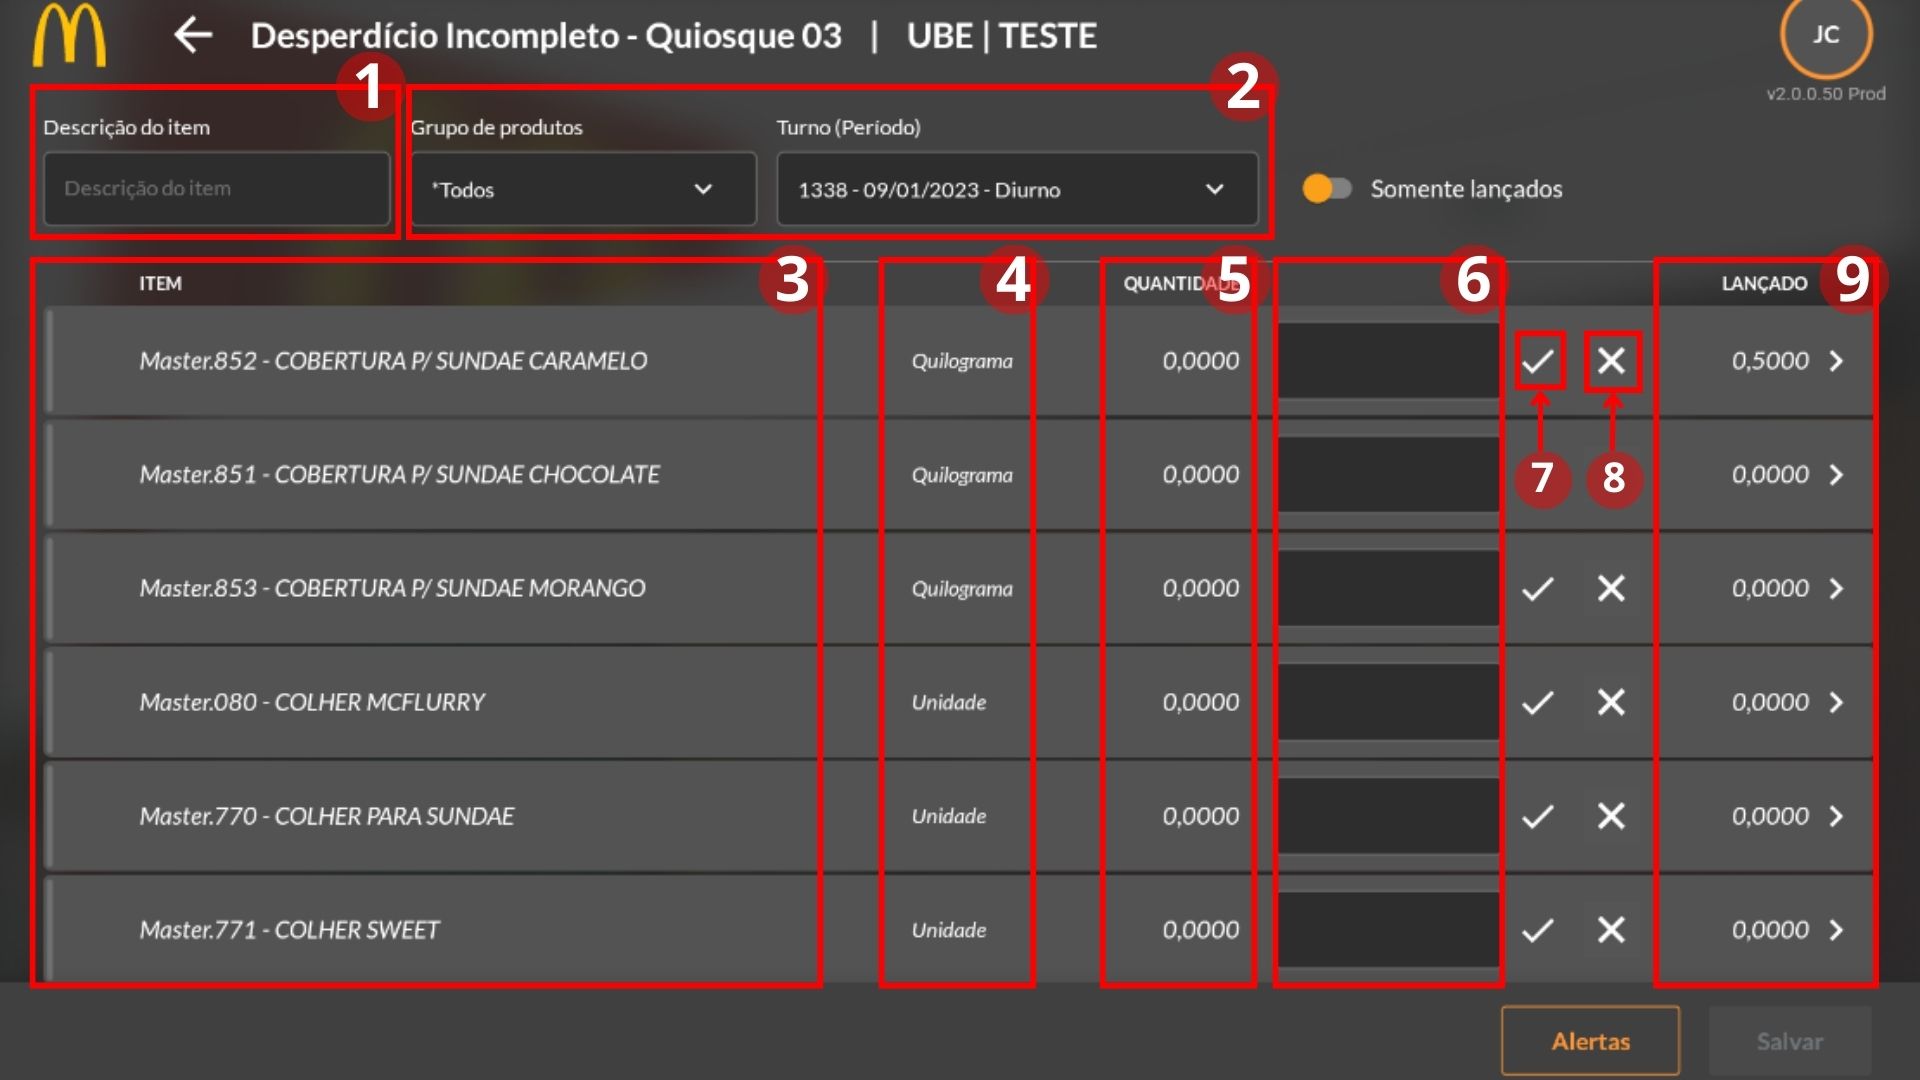 Desperdício Incompleto - Quiosque 03 | UBE | TESTE
JC
v2.0.0.50 Prod
1
2
Descrição do item
Grupo de produtos
Turno (Período)
Descrição do item
*Todos
1338 - 09/01/2023 - Diurno
Somente lançados
3
4
5
6
9
ITEM
QUANTIDADE
LANÇADO
Master.852 - COBERTURA P/ SUNDAE CARAMELO Quilograma 0,0000 0,5000
Master.851 - COBERTURA P/ SUNDAE CHOCOLATE Quilograma 0,0000 7 8 0,0000
Master.853 - COBERTURA P/ SUNDAE MORANGO Quilograma 0,0000 0,0000
Master.080 - COLHER MCFLURRY Unidade 0,0000 0,0000
Master.770 - COLHER PARA SUNDAE Unidade 0,0000 0,0000
Master.771 - COLHER SWEET Unidade 0,0000 0,0000
Alertas
Salvar